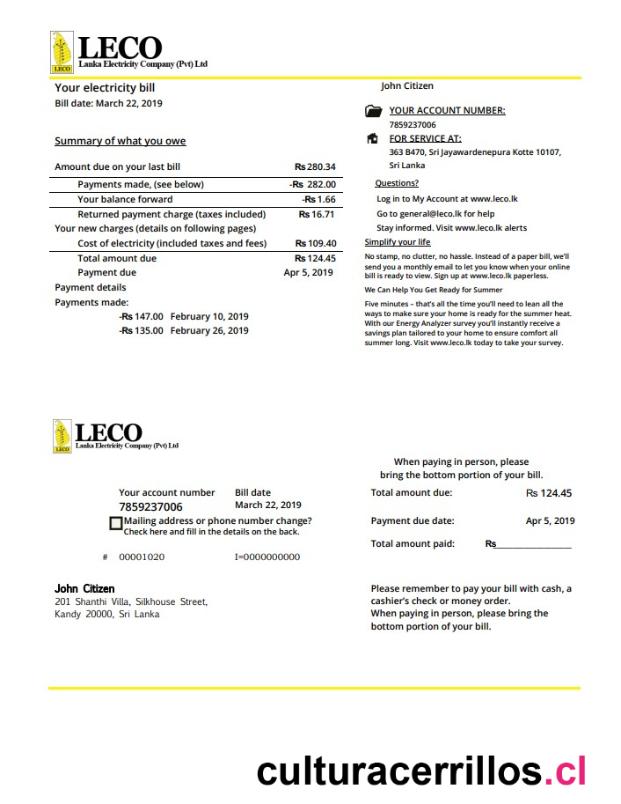 LECO
Lanka Electricity Company (Pvt) Ltd
LECO
Your electricity bill
Bill date: March 22, 2019
Summary of what you owe
Amount due on your last bill Rs 280.34
Payments made, (see below) -Rs 282.00
Your balance forward -Rs 1.66
Returned payment charge (taxes included) Rs 16.71
Your new charges (details on following pages)
Cost of electricity (included taxes and fees) Rs 109.40
Total amount due Rs 124.45
Payment due Apr 5, 2019
Payment details
Payments made:
-Rs 147.00 February 10, 2019
-Rs 135.00 February 26, 2019
John Citizen
YOUR ACCOUNT NUMBER:
7859237006
FOR SERVICE AT:
363 B470, Sri Jayawardenepura Kotte 10107,
Sri Lanka
Questions?
Log in to My Account at www.leco.lk
Go to general@leco.lk for help
Stay informed. Visit www.leco.lk alerts
Simplify your life
No stamp, no clutter, no hassle. Instead of a paper bill, we'll
send you a monthly email to let you know when your online
bill is ready to view. Sign up at www.leco.lk paperless.
We Can Help You Get Ready for Summer
Five minutes – that's all the time you'll need to lean all the
ways to make sure your home is ready for the summer heat.
With our Energy Analyzer survey you'll instantly receive a
savings plan tailored to your home to ensure comfort all
summer long. Visit www.leco.lk today to take your survey.
LECO
Lanka Electricity Company (Pvt) Ltd
LECO
Your account number Bill date
7859237006 March 22, 2019
Mailing address or phone number change?
Check here and fill in the details on the back.
# 00001020 I=0000000000
John Citizen
201 Shanthi Villa, Silkhouse Street,
Kandy 20000, Sri Lanka
When paying in person, please
bring the bottom portion of your bill.
Total amount due: Rs 124.45
Payment due date: Apr 5, 2019
Total amount paid: Rs____________
Please remember to pay your bill with cash, a
cashier's check or money order.
When paying in person, please bring the
bottom portion of your bill.
culturacerrillos.cl